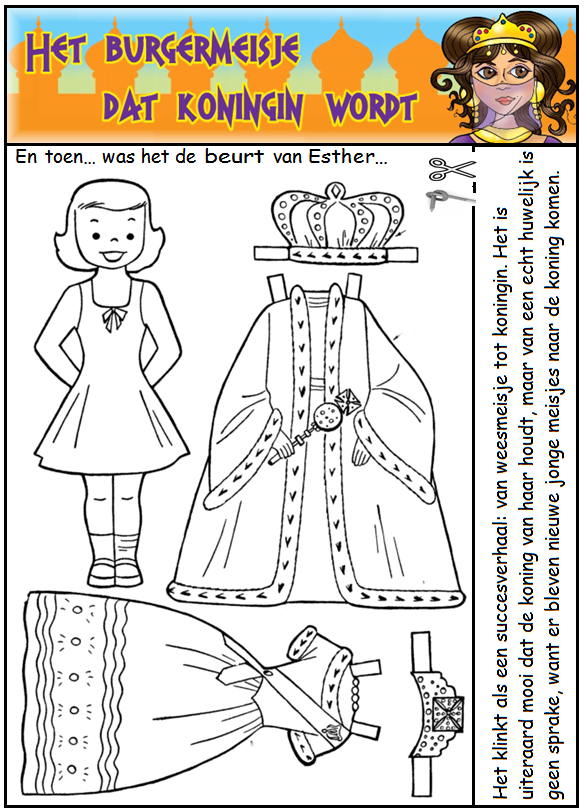 Het burgermeisje
dat koningin wordt
En toen... was het de beurt van Esther...
Het klinkt als een succesverhaal: van weesmeisje tot koningin. Het is
uiteraard mooi dat de koning van haar houdt, maar van een echt huwelijk is
geen sprake, want er bleven nieuwe jonge meisjes naar de koning komen.